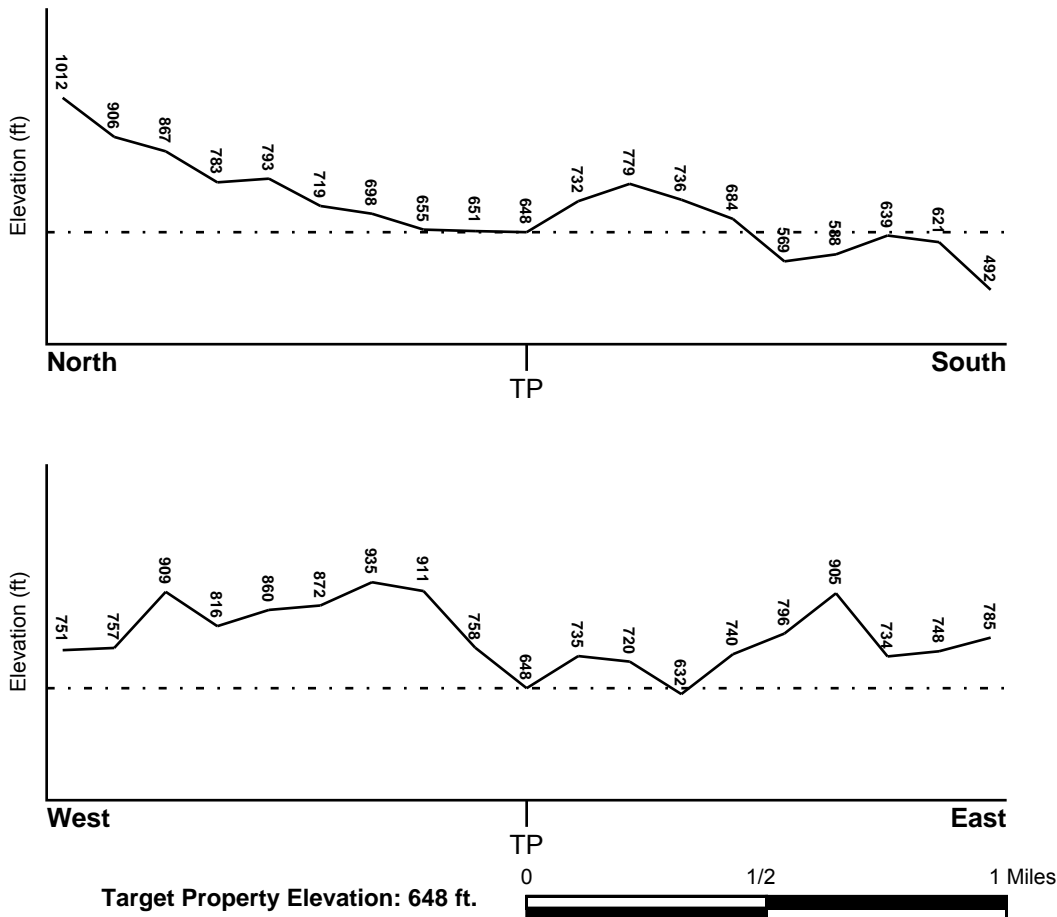 Elevation (ft)
1012 906 867 783 793 719 698 655 651 648 732 779 736 684 569 588 639 621 492
North South
TP
Elevation (ft)
751 757 909 816 860 872 935 911 758 648 735 720 632 740 796 905 734 748 785
West East
TP
0 1/2 1 Miles
Target Property Elevation: 648 ft.